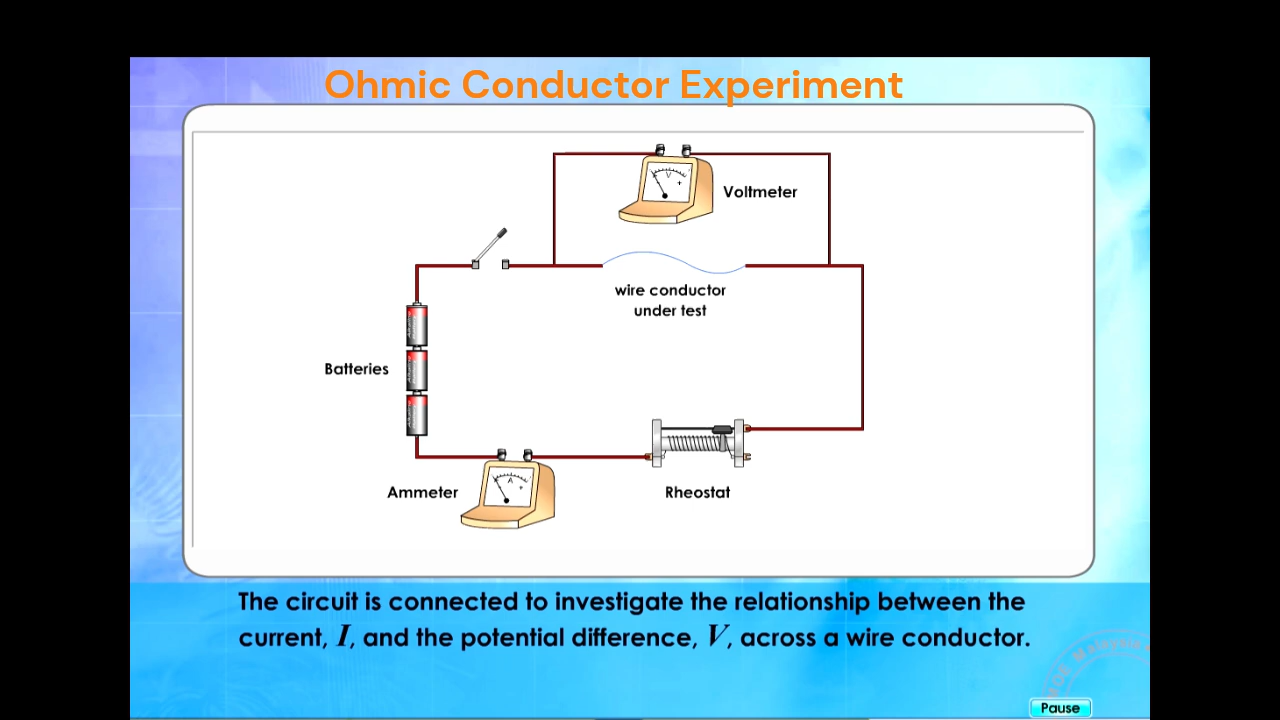 Ohmic Conductor Experiment
V
+
Voltmeter
wire conductor
under test
Batteries
A
+
Ammeter
Rheostat
The circuit is connected to investigate the relationship between the
current, I, and the potential difference, V, across a wire conductor.
Pause